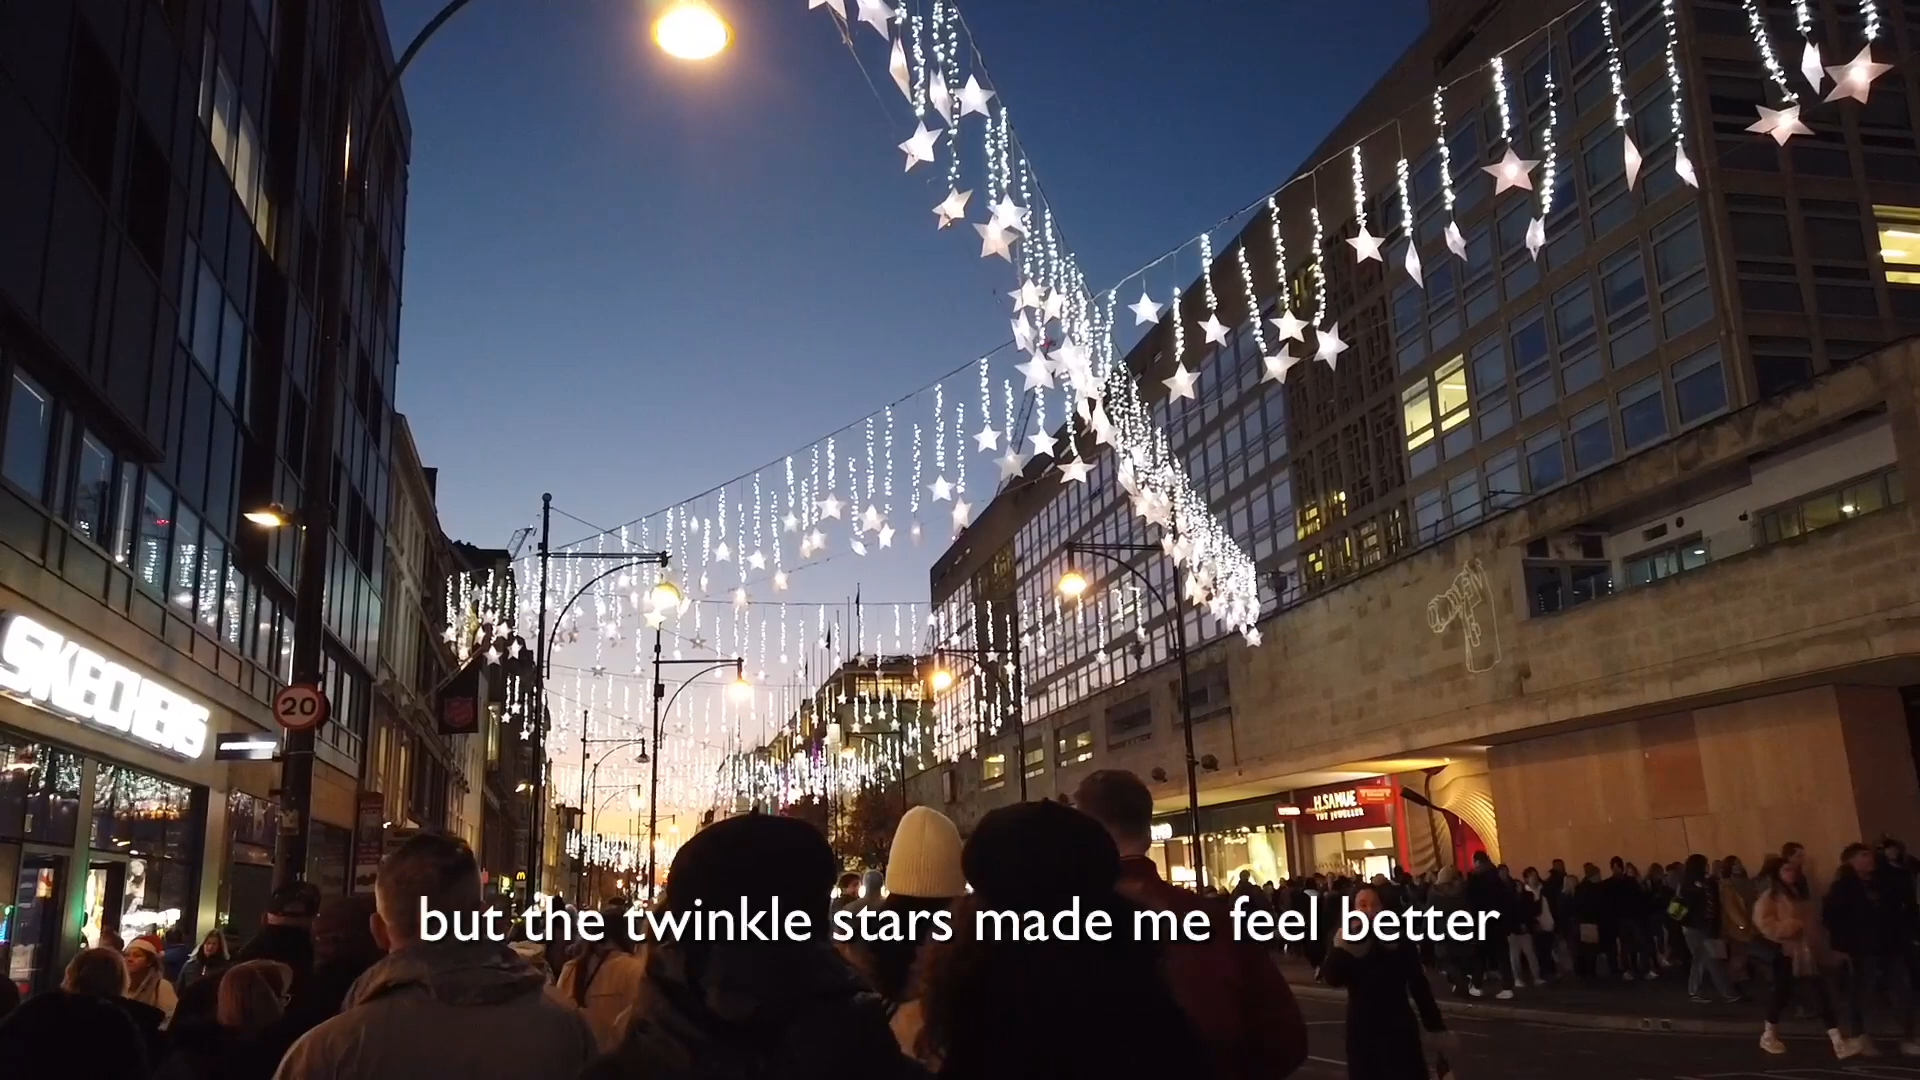 SKECHERS
20
H.SAMUEL
THE JEWELLER
but the twinkle stars made me feel better